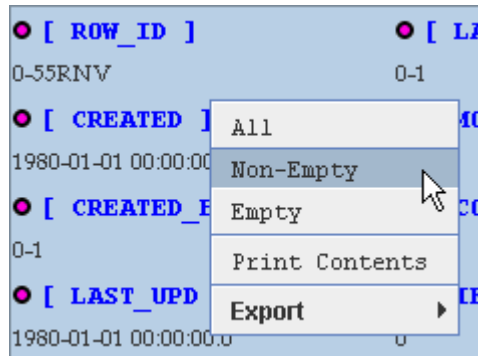 [ ROW_ID ]
[ LA
0-55RNV
0-1
[ CREATED ]
1980-01-01 00:00:00
[ CREATED_
0-1
[ LAST_UPD
1980-01-01 00:00:00.0
0
All
Non-Empty
Empty
Print Contents
Export